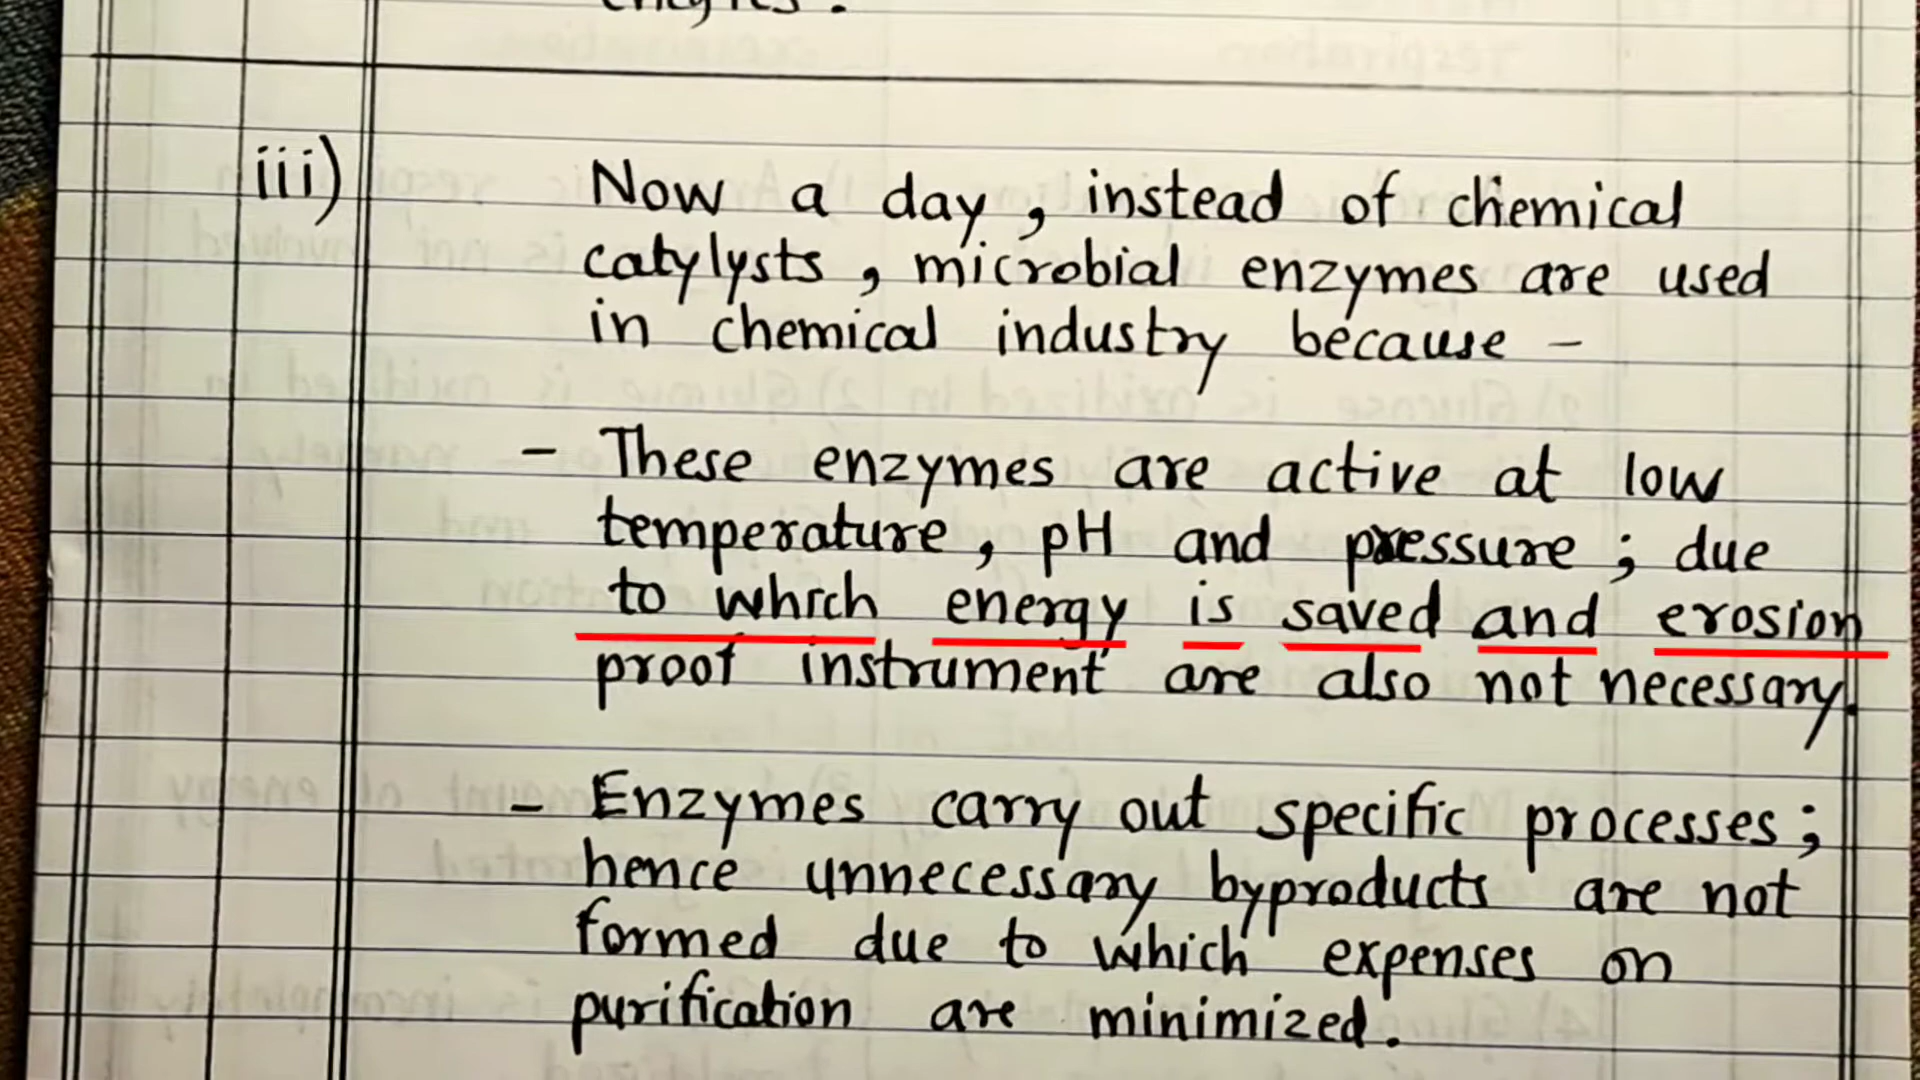 iii) Now a day, instead of chemical
catylysts, microbial enzymes are used
in chemical industry because -
- These enzymes are active at low
temperature, pH and pressure; due
to which energy is saved and erosion
proof instrument are also not necessary.
- Enzymes carry out specific processes;
hence unnecessary byproducts are not
formed due to which expenses on
purification are minimized.